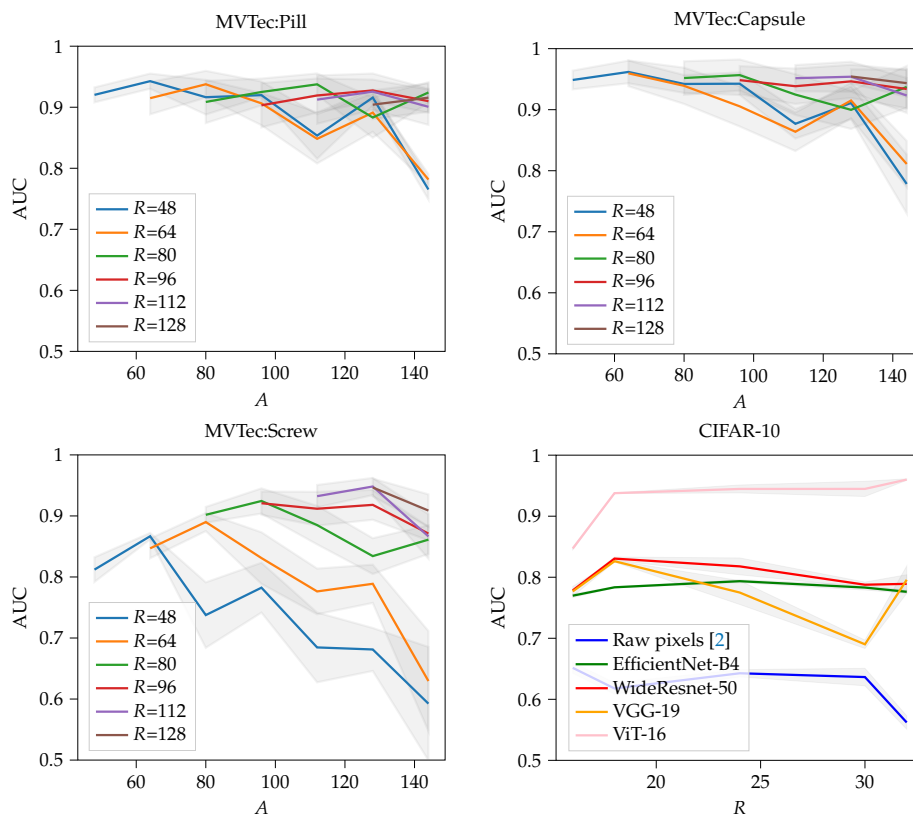 MVTec:Pill
1
0.9
0.8
0.7
0.6
0.5
AUC
R=48
R=64
R=80
R=96
R=112
R=128
60 80 100 120 140
A
MVTec:Capsule
1
0.9
0.8
0.7
0.6
0.5
AUC
R=48
R=64
R=80
R=96
R=112
R=128
60 80 100 120 140
A
MVTec:Screw
1
0.9
0.8
0.7
0.6
0.5
AUC
R=48
R=64
R=80
R=96
R=112
R=128
60 80 100 120 140
A
CIFAR-10
1
0.9
0.8
0.7
0.6
0.5
AUC
Raw pixels [2]
EfficientNet-B4
WideResnet-50
VGG-19
ViT-16
20 25 30
R